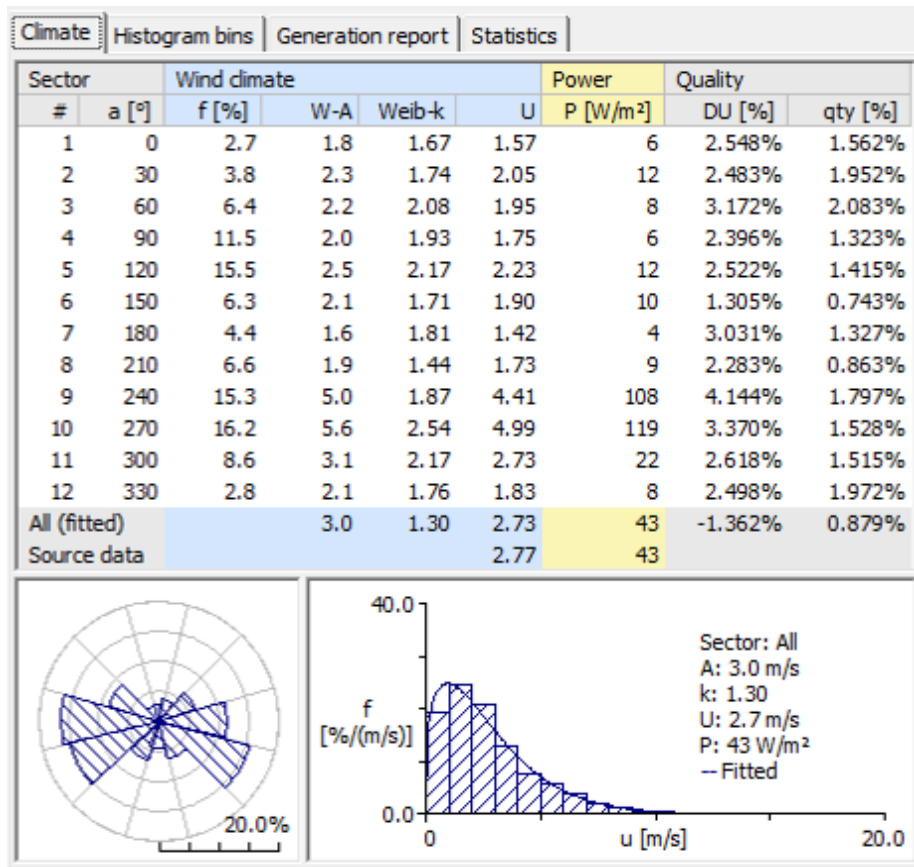 Climate Histogram bins Generation report Statistics
Sector Wind climate Power Quality
# a [°] f [%] W-A Weib-k U P [W/m²] DU [%] qty [%]
1 0 2.7 1.8 1.67 1.57 6 2.548% 1.562%
2 30 3.8 2.3 1.74 2.05 12 2.483% 1.952%
3 60 6.4 2.2 2.08 1.95 8 3.172% 2.083%
4 90 11.5 2.0 1.93 1.75 6 2.396% 1.323%
5 120 15.5 2.5 2.17 2.23 12 2.522% 1.415%
6 150 6.3 2.1 1.71 1.90 10 1.305% 0.743%
7 180 4.4 1.6 1.81 1.42 4 3.031% 1.327%
8 210 6.6 1.9 1.44 1.73 9 2.283% 0.863%
9 240 15.3 5.0 1.87 4.41 108 4.144% 1.797%
10 270 16.2 5.6 2.54 4.99 119 3.370% 1.528%
11 300 8.6 3.1 2.17 2.73 22 2.618% 1.515%
12 330 2.8 2.1 1.76 1.83 8 2.498% 1.972%
All (fitted) 3.0 1.30 2.73 43 -1.362% 0.879%
Source data 2.77 43
20.0%
40.0
f
[%/(m/s)]
0.0
0 u [m/s] 20.0
Sector: All
A: 3.0 m/s
k: 1.30
U: 2.7 m/s
P: 43 W/m²
-- Fitted